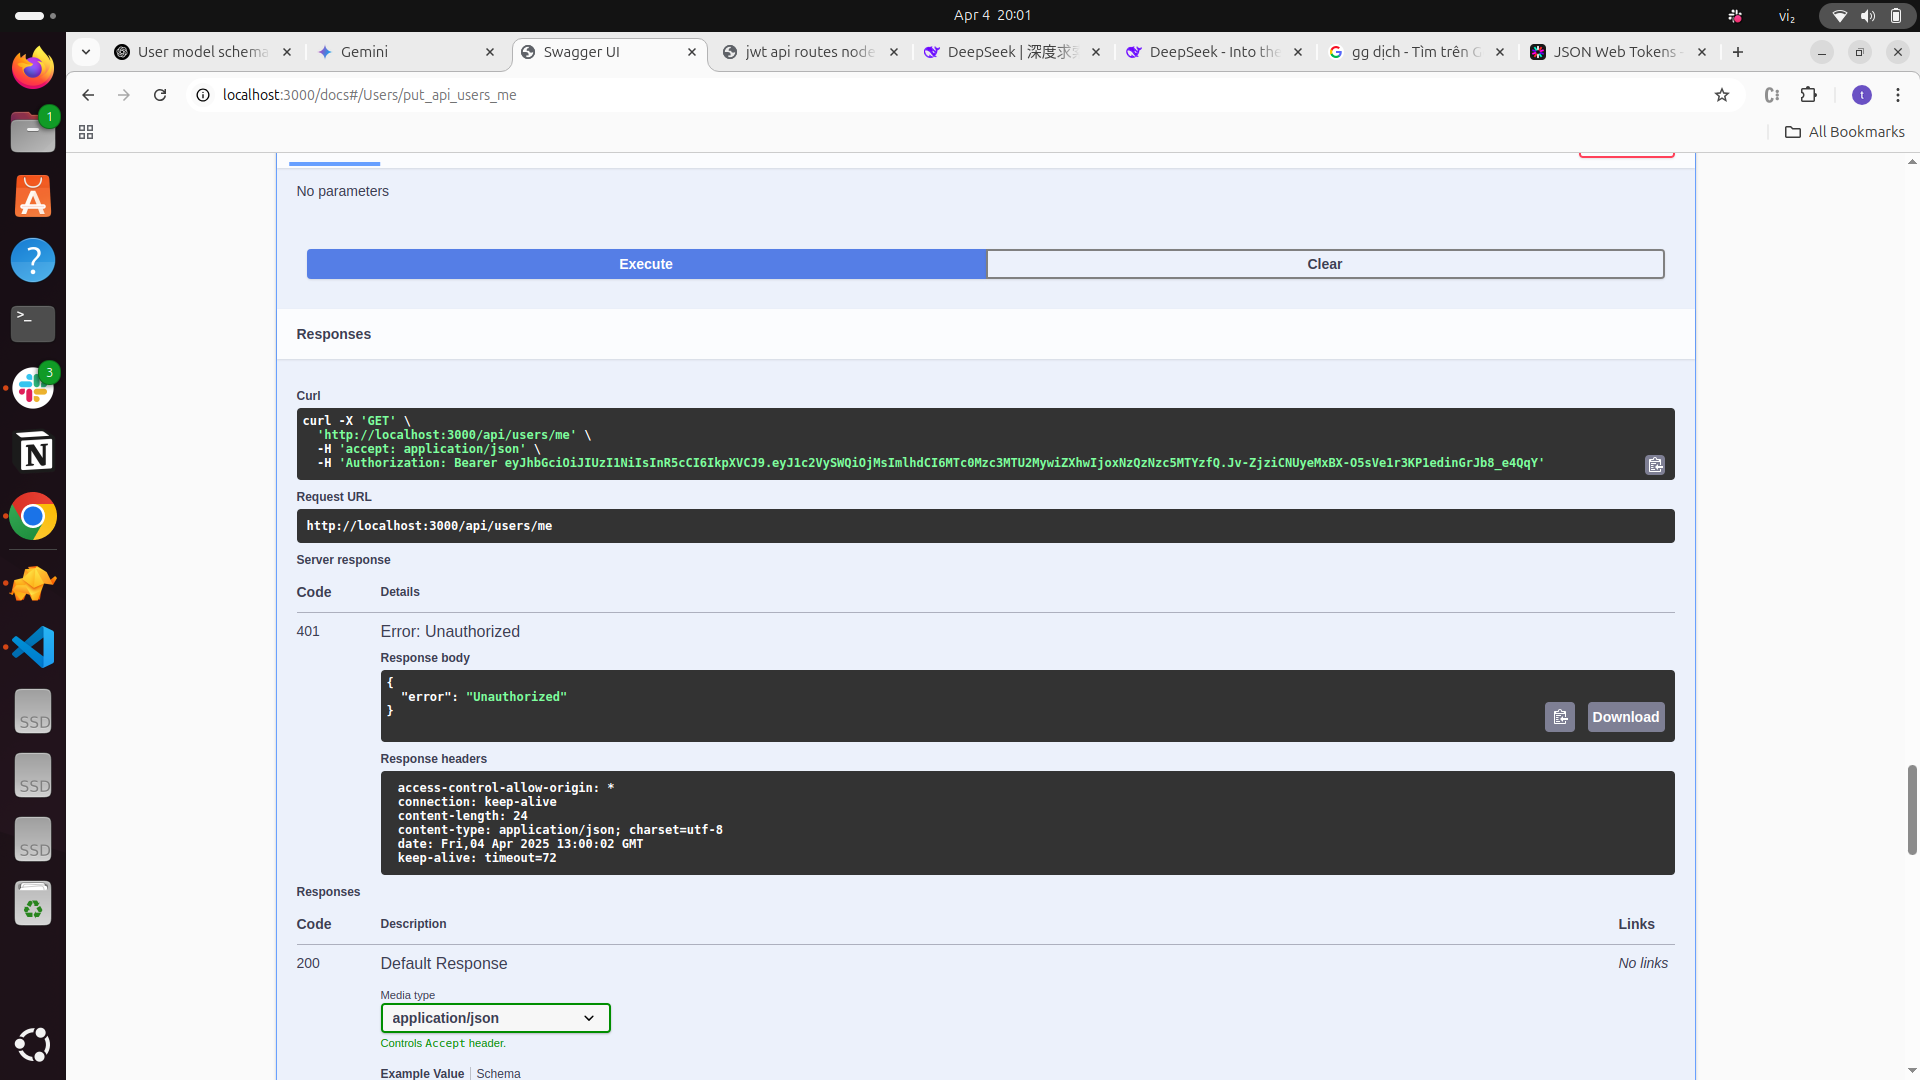 Apr 4 20:01
vi₂
User model schema
Gemini
Swagger UI
jwt api routes node
DeepSeek | 深度求
DeepSeek - Into the
gg dịch - Tìm trên G
JSON Web Tokens -
localhost:3000/docs#/Users/put_api_users_me
t
All Bookmarks
1
3
SSD
SSD
SSD
No parameters
Execute
Clear
Responses
Curl
curl -X 'GET' \
'http://localhost:3000/api/users/me' \
-H 'accept: application/json' \
-H 'Authorization: Bearer eyJhbGciOiJIUzI1NiIsInR5cCI6IkpXVCJ9.eyJ1c2VySWQiOjMsImlhdCI6MTc0Mzc3MTU2MywiZXhwIjoxNzQzNzc5MTYzfQ.Jv-ZjziCNUyeMxBX-O5sVe1r3KP1edinGrJb8_e4QqY'
Request URL
http://localhost:3000/api/users/me
Server response
Code
Details
401
Error: Unauthorized
Response body
{
"error": "Unauthorized"
}
Download
Response headers
access-control-allow-origin: *
connection: keep-alive
content-length: 24
content-type: application/json; charset=utf-8
date: Fri,04 Apr 2025 13:00:02 GMT
keep-alive: timeout=72
Responses
Code
Description
Links
200
Default Response
No links
Media type
application/json
Controls Accept header.
Example Value
Schema